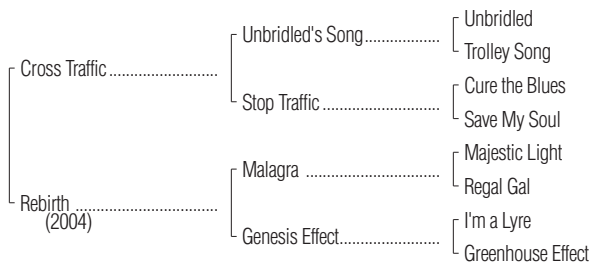 Unbridled
Unbridled's Song..................
Trolley Song
Cross Traffic..........................
Cure the Blues
Stop Traffic ..........................
Save My Soul
Majestic Light
Malagra ................................
Regal Gal
Rebirth ..................................
(2004)
I'm a Lyre
Genesis Effect........................
Greenhouse Effect